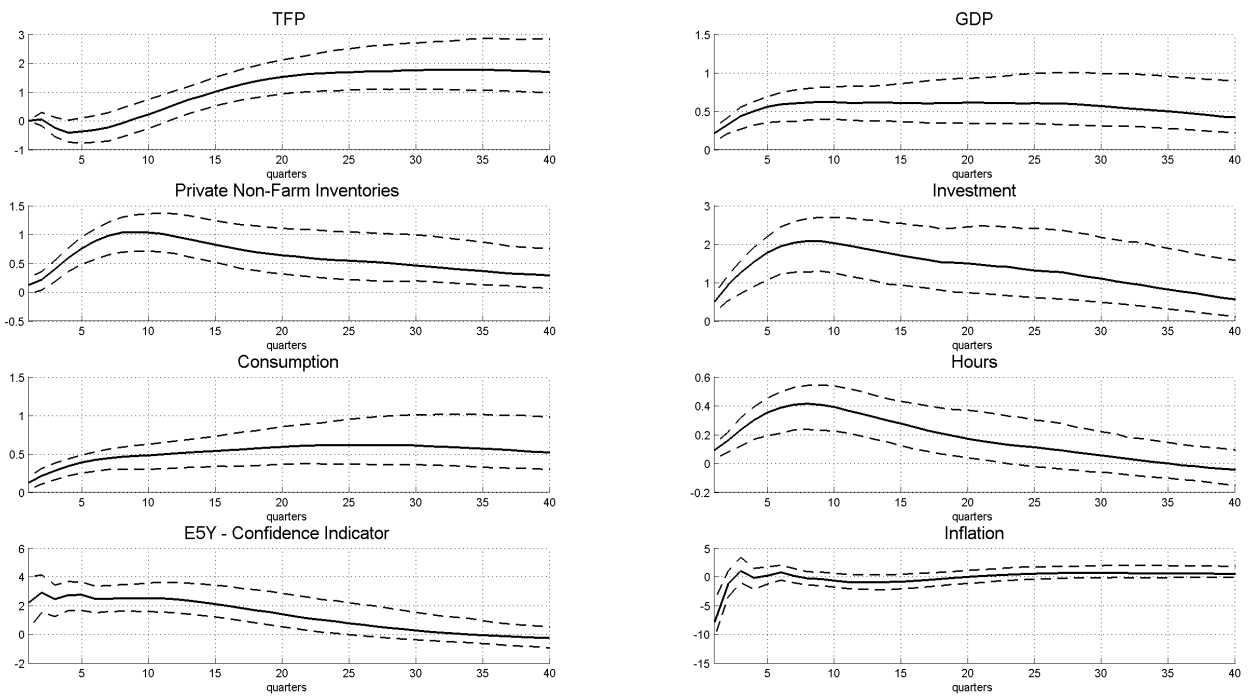 TFP
3
2
1
0
-1
5 10 15 20 25 30 35 40
quarters
GDP
1.5
1
0.5
0
5 10 15 20 25 30 35 40
quarters
Private Non-Farm Inventories
1.5
1
0.5
0
-0.5
5 10 15 20 25 30 35 40
quarters
Investment
3
2
1
0
5 10 15 20 25 30 35 40
quarters
Consumption
1.5
1
0.5
0
5 10 15 20 25 30 35 40
quarters
Hours
0.6
0.4
0.2
0
-0.2
5 10 15 20 25 30 35 40
quarters
E5Y - Confidence Indicator
6
4
2
0
-2
5 10 15 20 25 30 35 40
quarters
Inflation
5
0
-5
-10
-15
5 10 15 20 25 30 35 40
quarters